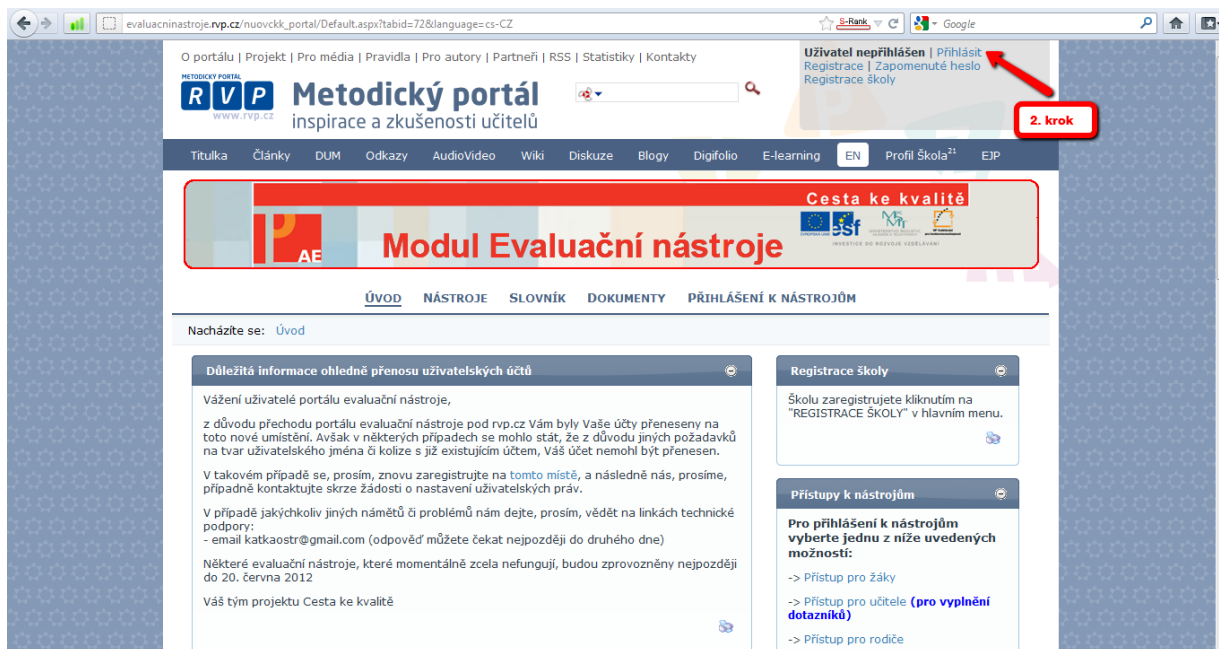 evaluacninastroje.rvp.cz/nuovckk_portal/Default.aspx?tabid=72&language=cs-CZ
S-Rank
Google
O portálu | Projekt | Pro média | Pravidla | Pro autory | Partneři | RSS | Statistiky | Kontakty
Uživatel nepřihlášen | Přihlásit
Registrace | Zapomenuté heslo
Registrace školy
2. krok
METODICKÝ PORTÁL
RVP
www.rvp.cz
Metodický portál
inspirace a zkušenosti učitelů
Titulka Články DUM Odkazy AudioVideo Wiki Diskuze Blogy Digifolio E-learning EN Profil Škola21 EJP
Cesta ke kvalitě
AE
Modul Evaluační nástroje
esf
MŠMT
INVESTICE DO ROZVOJE VZDĚLÁVÁNÍ
ÚVOD NÁSTROJE SLOVNÍK DOKUMENTY PŘIHLÁŠENÍ K NÁSTROJŮM
Nacházíte se: Úvod
Důležitá informace ohledně přenosu uživatelských účtů
Vážení uživatelé portálu evaluační nástroje,
z důvodu přechodu portálu evaluační nástroje pod rvp.cz Vám byly Vaše účty přeneseny na
toto nové umístění. Avšak v některých případech se mohlo stát, že z důvodu jiných požadavků
na tvar uživatelského jména či kolize s již existujícím účtem, Váš účet nemohl být přenesen.
V takovém případě se, prosím, znovu zaregistrujte na tomto místě, a následně nás, prosíme,
případně kontaktujte skrze žádosti o nastavení uživatelských práv.
V případě jakýchkoliv jiných námětů či problémů nám dejte, prosím, vědět na linkách technické
podpory:
- email katkaostr@gmail.com (odpověď můžete čekat nejpozději do druhého dne)
Některé evaluační nástroje, které momentálně zcela nefungují, budou zprovozněny nejpozději
do 20. června 2012
Váš tým projektu Cesta ke kvalitě
Registrace školy
Školu zaregistrujete kliknutím na
"REGISTRACE ŠKOLY" v hlavním menu.
Přístupy k nástrojům
Pro přihlášení k nástrojům
vyberte jednu z níže uvedených
možností:
-> Přístup pro žáky
-> Přístup pro učitele (pro vyplnění
dotazníků)
-> Přístup pro rodiče